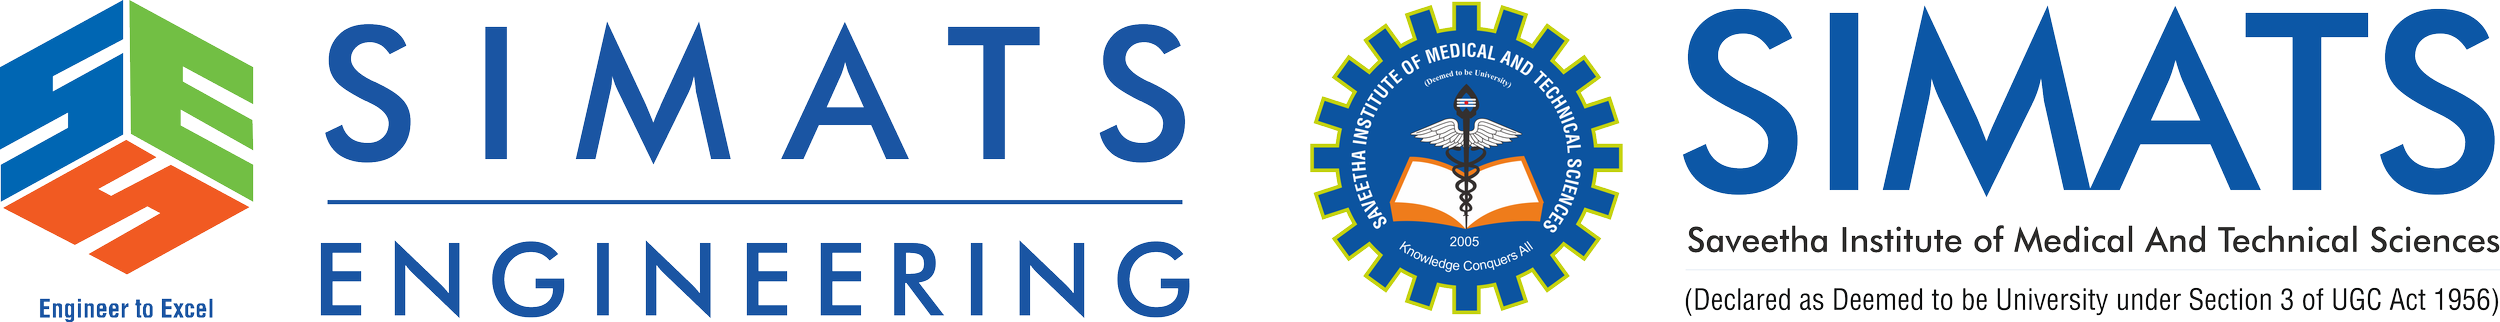 SIMATS
ENGINEERING
Engineer to Excel
SAVEETHA INSTITUTE OF MEDICAL AND TECHNICAL SCIENCES
(Deemed to be University)
2005
Knowledge Conquers All
SIMATS
Saveetha Institute of Medical And Technical Sciences
(Declared as Deemed to be University under Section 3 of UGC Act 1956)